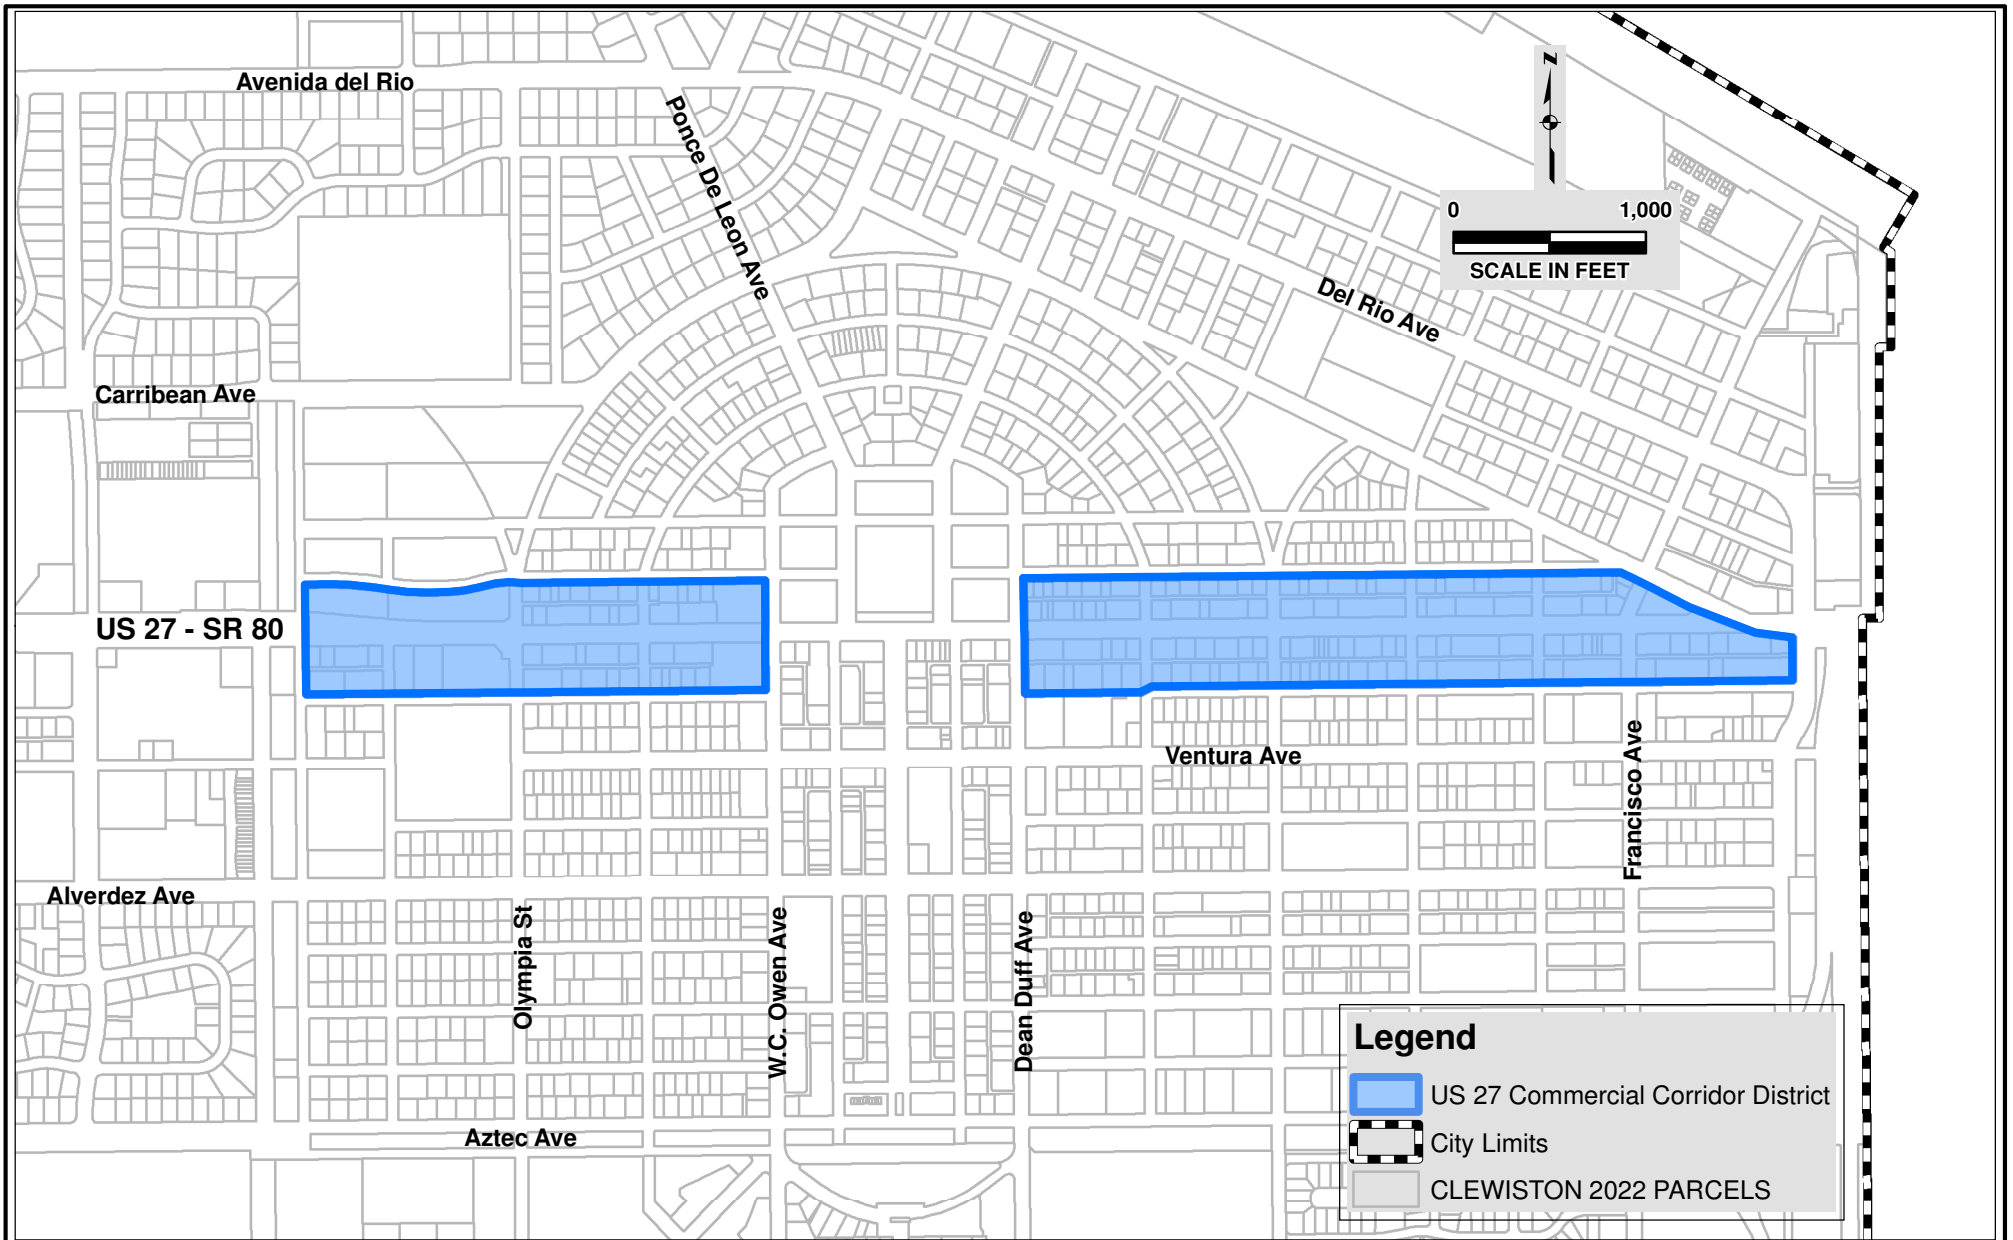 Avenida del Rio
Ponce De Leon Ave
N
0 1,000
SCALE IN FEET
Del Rio Ave
Carribean Ave
US 27 - SR 80
Ventura Ave
Francisco Ave
Alverdez Ave
Olympia St
W.C. Owen Ave
Dean Duff Ave
Aztec Ave
Legend
US 27 Commercial Corridor District
City Limits
CLEWISTON 2022 PARCELS